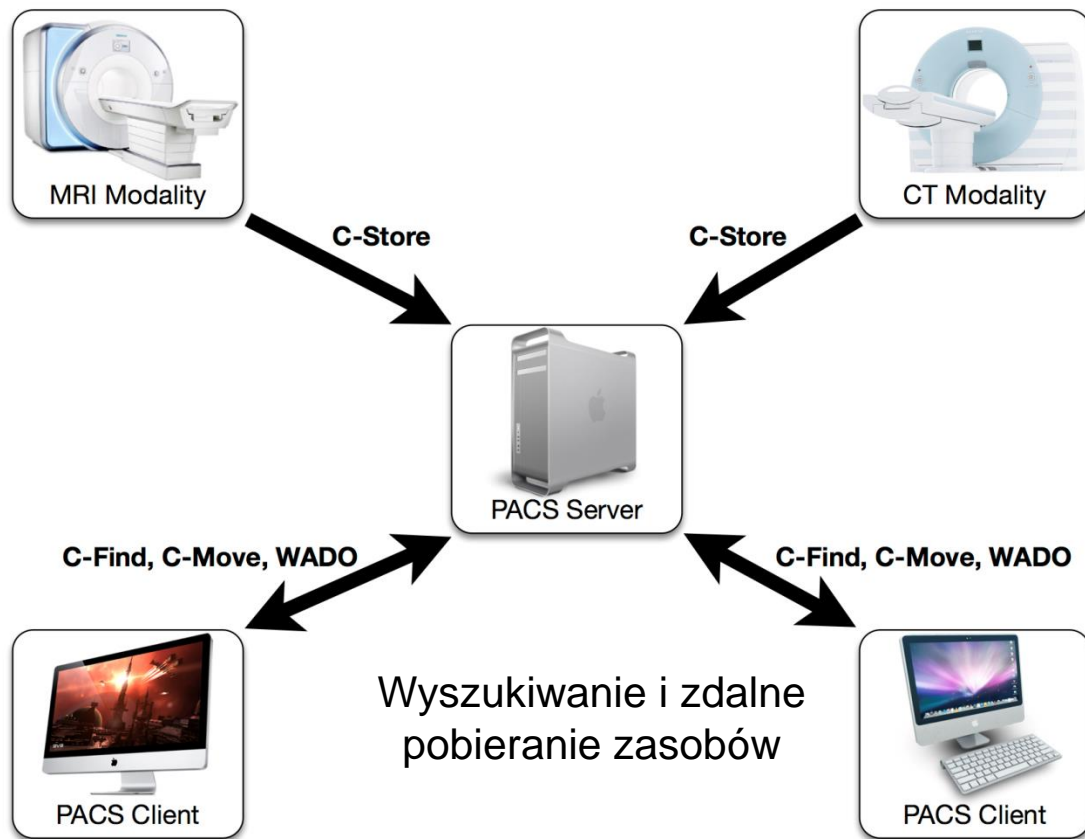 MRI Modality
CT Modality
C-Store
C-Store
PACS Server
C-Find, C-Move, WADO
C-Find, C-Move, WADO
Wyszukiwanie i zdalne
pobieranie zasobów
PACS Client
PACS Client